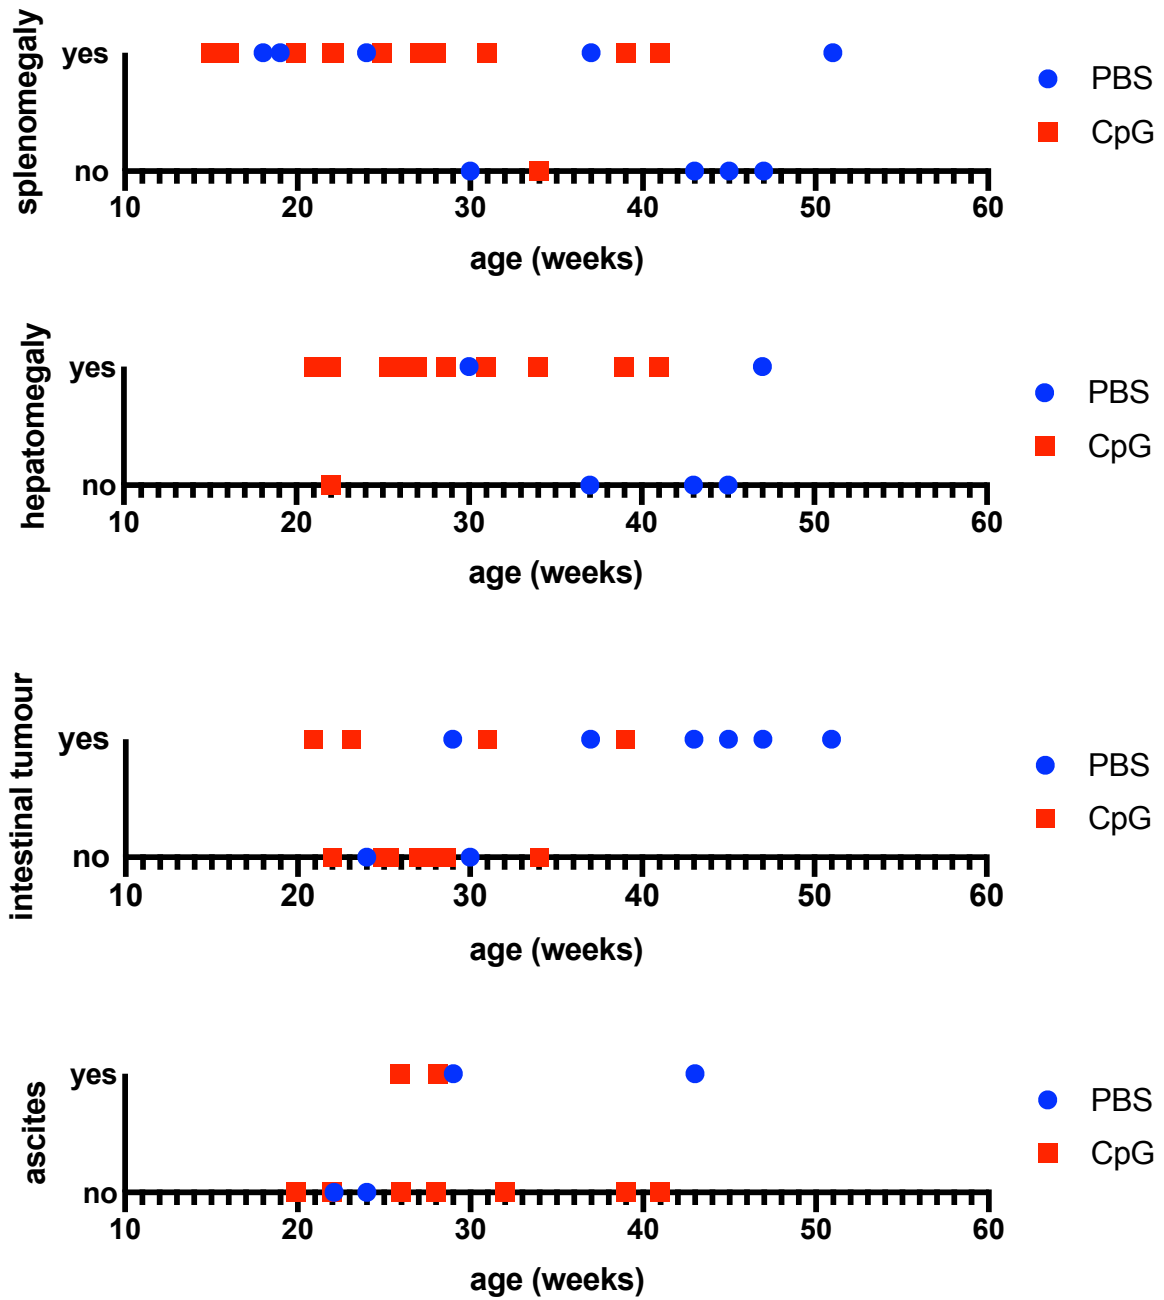 splenomegaly
yes
no
10 20 30 40 50 60
age (weeks)
PBS
CpG
hepatomegaly
yes
no
10 20 30 40 50 60
age (weeks)
PBS
CpG
intestinal tumour
yes
no
10 20 30 40 50 60
age (weeks)
PBS
CpG
ascites
yes
no
10 20 30 40 50 60
age (weeks)
PBS
CpG